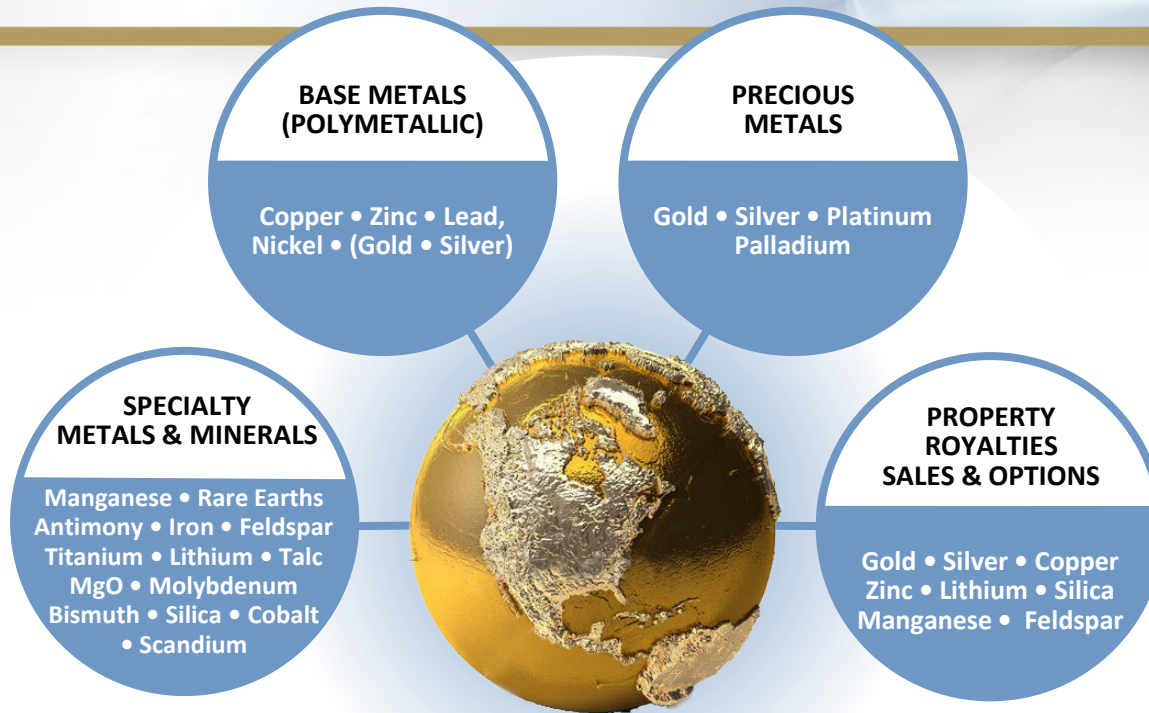 BASE METALS
(POLYMETALLIC)
Copper • Zinc • Lead,
Nickel • (Gold • Silver)
PRECIOUS
METALS
Gold • Silver • Platinum
Palladium
SPECIALTY
METALS & MINERALS
Manganese • Rare Earths
Antimony • Iron • Feldspar
Titanium • Lithium • Talc
MgO • Molybdenum
Bismuth • Silica • Cobalt
• Scandium
PROPERTY
ROYALTIES
SALES & OPTIONS
Gold • Silver • Copper
Zinc • Lithium • Silica
Manganese • Feldspar